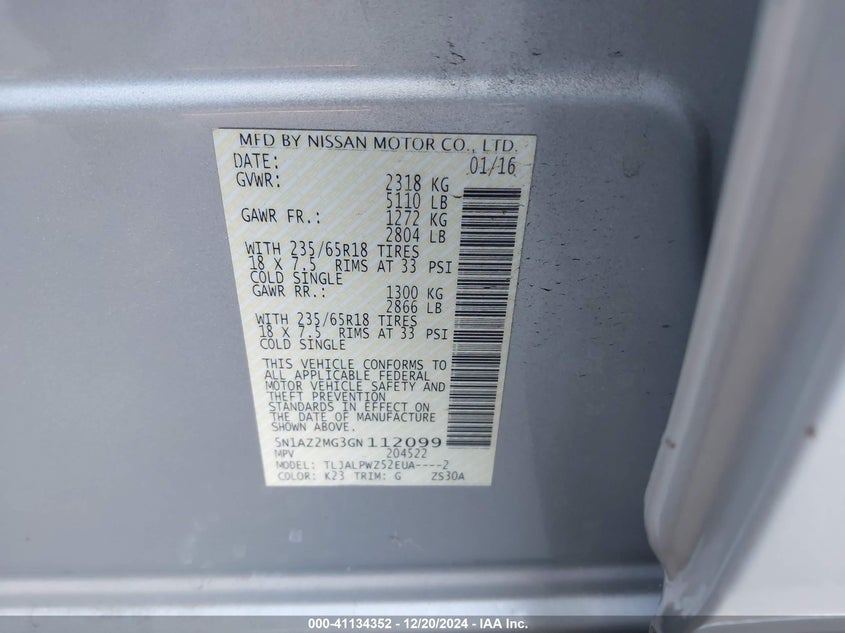 MFD BY NISSAN MOTOR CO., LTD.
DATE: 01/16
GVWR: 2318 KG
5110 LB
GAWR FR.: 1272 KG
2804 LB
WITH 235/65R18 TIRES
18 X 7.5 RIMS AT 33 PSI
COLD SINGLE
GAWR RR.: 1300 KG
2866 LB
WITH 235/65R18 TIRES
18 X 7.5 RIMS AT 33 PSI
COLD SINGLE
THIS VEHICLE CONFORMS TO
ALL APPLICABLE FEDERAL
MOTOR VEHICLE SAFETY AND
THEFT PREVENTION
STANDARDS IN EFFECT ON
THE DATE OF MANUFACTURE
SHOWN ABOVE.
5N1AZ2MG3GN112099
MPV 204522
MODEL: TLJALPWZ52EUA----2
COLOR: K23 TRIM: G ZS30A
000-41134352 - 12/20/2024 - IAA Inc.